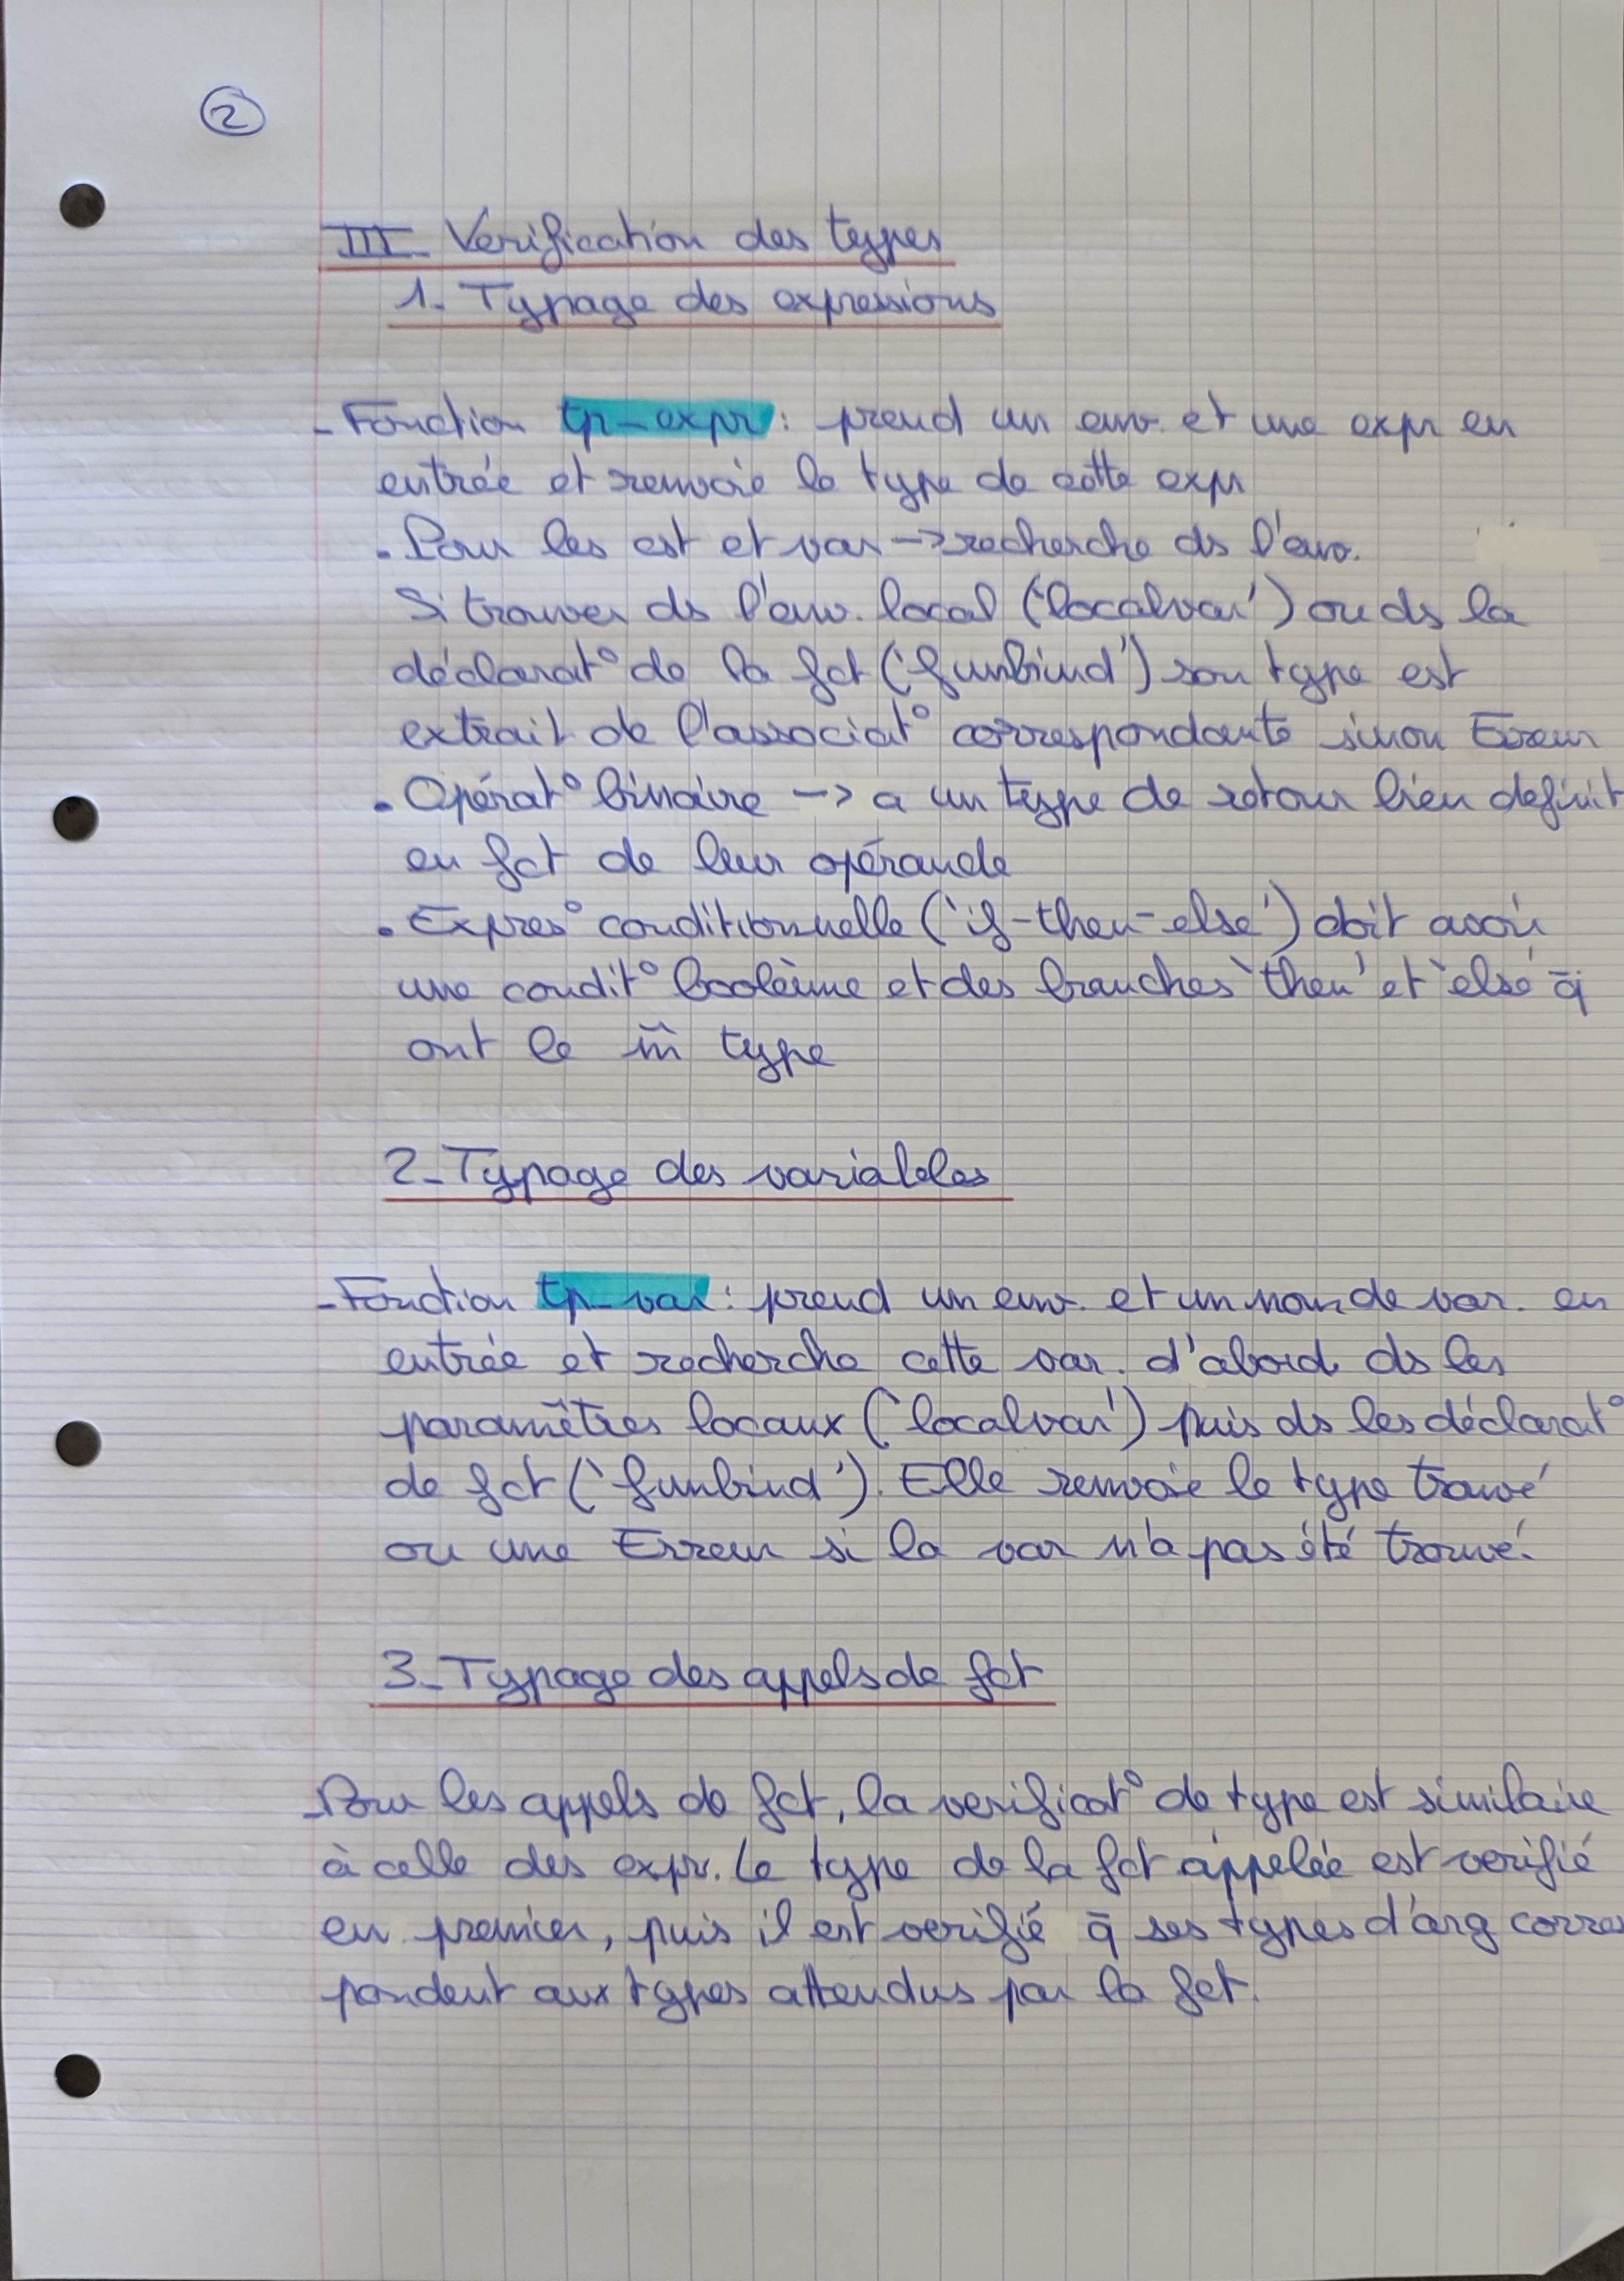 2
III - Vérification des types
1- Typage des expressions
- Fonction tp-expr : prend un env. et une expr en
entrée et renvoie le type de cette expr
• Pour les cst et var -> recherche ds l'env.
Si trouver ds l'env. local ('localvar') ou ds la
déclarat° de la fct ('funbind') son type est
extrait de l'associat° correspondante sinon Erreur
• Opérat° binaire -> a un type de retour bien definit
en fct de leur opérande
• Expres° conditionnelle ('if-then-else') doit avoir
une condit° booléinne et des branches 'then' et 'else' q̄
ont le m̂ type
2- Typage des variables
- Fonction tp-var : prend un env. et un nom de var. en
entrée et recherche cette var. d'abord ds les
paramètres locaux ('localvar') puis ds les déclarat°
de fct ('funbind'). Elle renvoie le type trouvé
ou une Erreur si la var n'a pas été trouvé.
3- Typage des appels de fct
- Pour les appels de fct, la verificat° de type est similaire
à celle des expr. Le type de la fct appelée est verifié
en premier, puis il est verifié q̄ ses types d'arg corres
pondent aux types attendus par la fct.